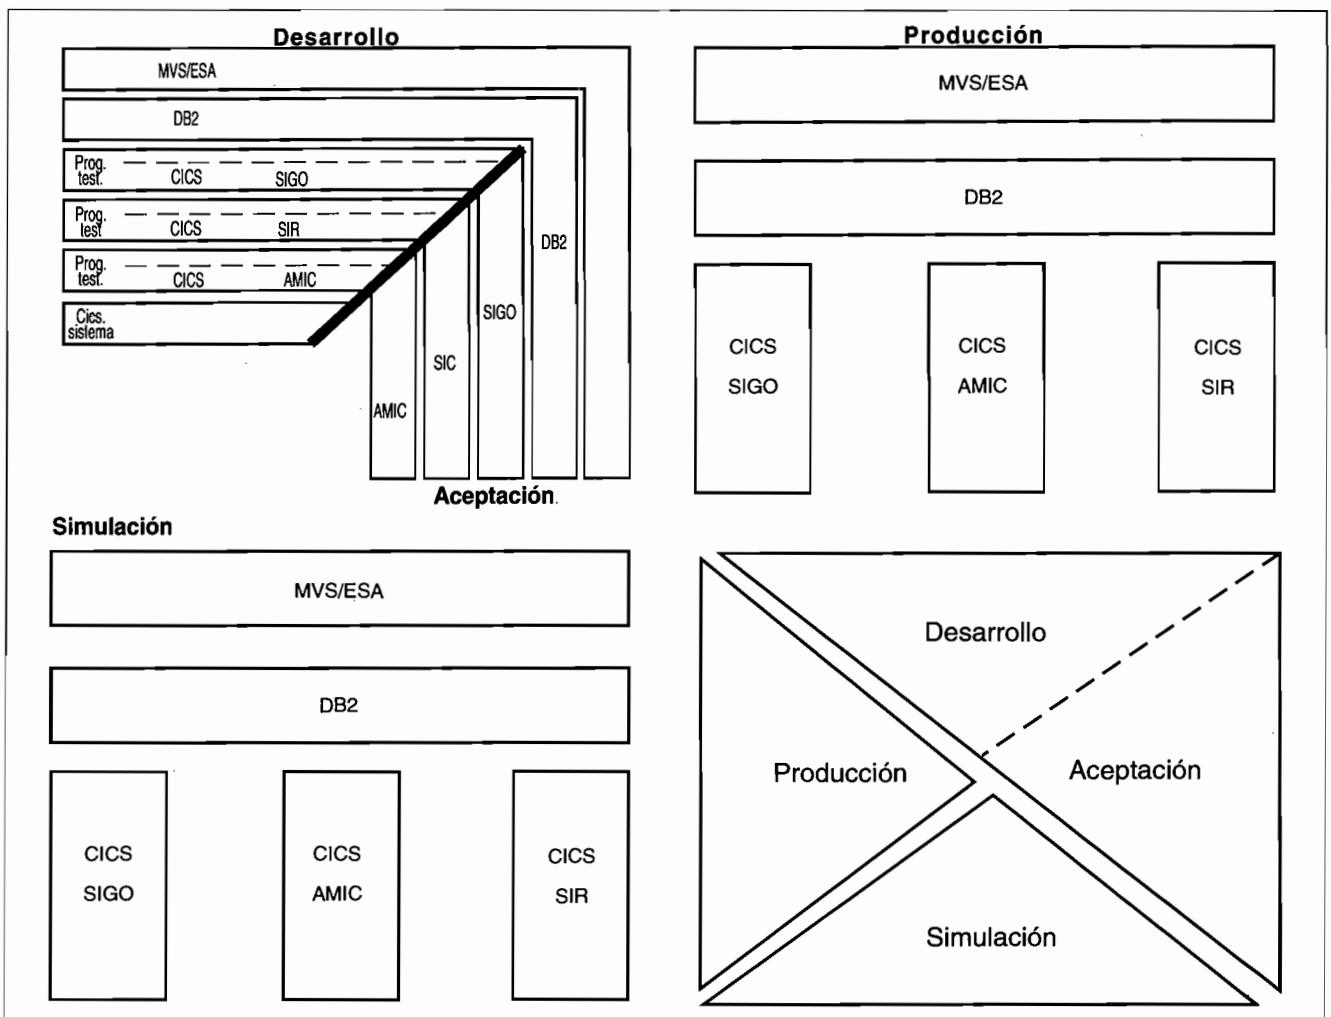 Desarrollo
MVS/ESA
DB2
Prog.
test.
CICS
SIGO
Prog.
test
CICS
SIR
Prog.
test.
CICS
AMIC
Cics.
sistema
AMIC
SIC
SIGO
DB2
Aceptación
Producción
MVS/ESA
DB2
CICS
SIGO
CICS
AMIC
CICS
SIR
Simulación
MVS/ESA
DB2
CICS
SIGO
CICS
AMIC
CICS
SIR
Desarrollo
Producción
Aceptación
Simulación